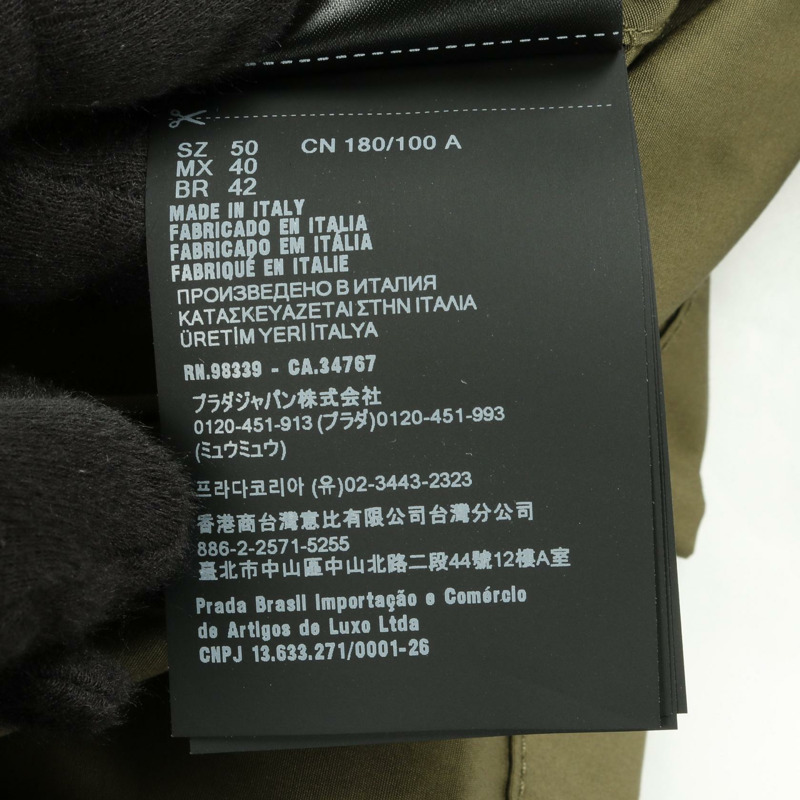 SZ 50 CN 180/100 A
MX 40
BR 42
MADE IN ITALY
FABRICADO EN ITALIA
FABRICADO EM ITÁLIA
FABRIQUÉ EN ITALIE
ПРОИЗВЕДЕНО В ИТАЛИЯ
ΚΑΤΑΣΚΕΥΑΖΕΤΑΙ ΣΤΗΝ ΙΤΑΛΙΑ
ÜRETİM YERİ İTALYA
RN.98339 - CA.34767
プラダジャパン株式会社
0120-451-913 (プラダ)0120-451-993
(ミュウミュウ)
프라다코리아 (유)02-3443-2323
香港商台灣惠比有限公司台灣分公司
886-2-2571-5255
臺北市中山區中山北路二段44號12樓A室
Prada Brasil Importação e Comércio
de Artigos de Luxo Ltda
CNPJ 13.633.271/0001-26